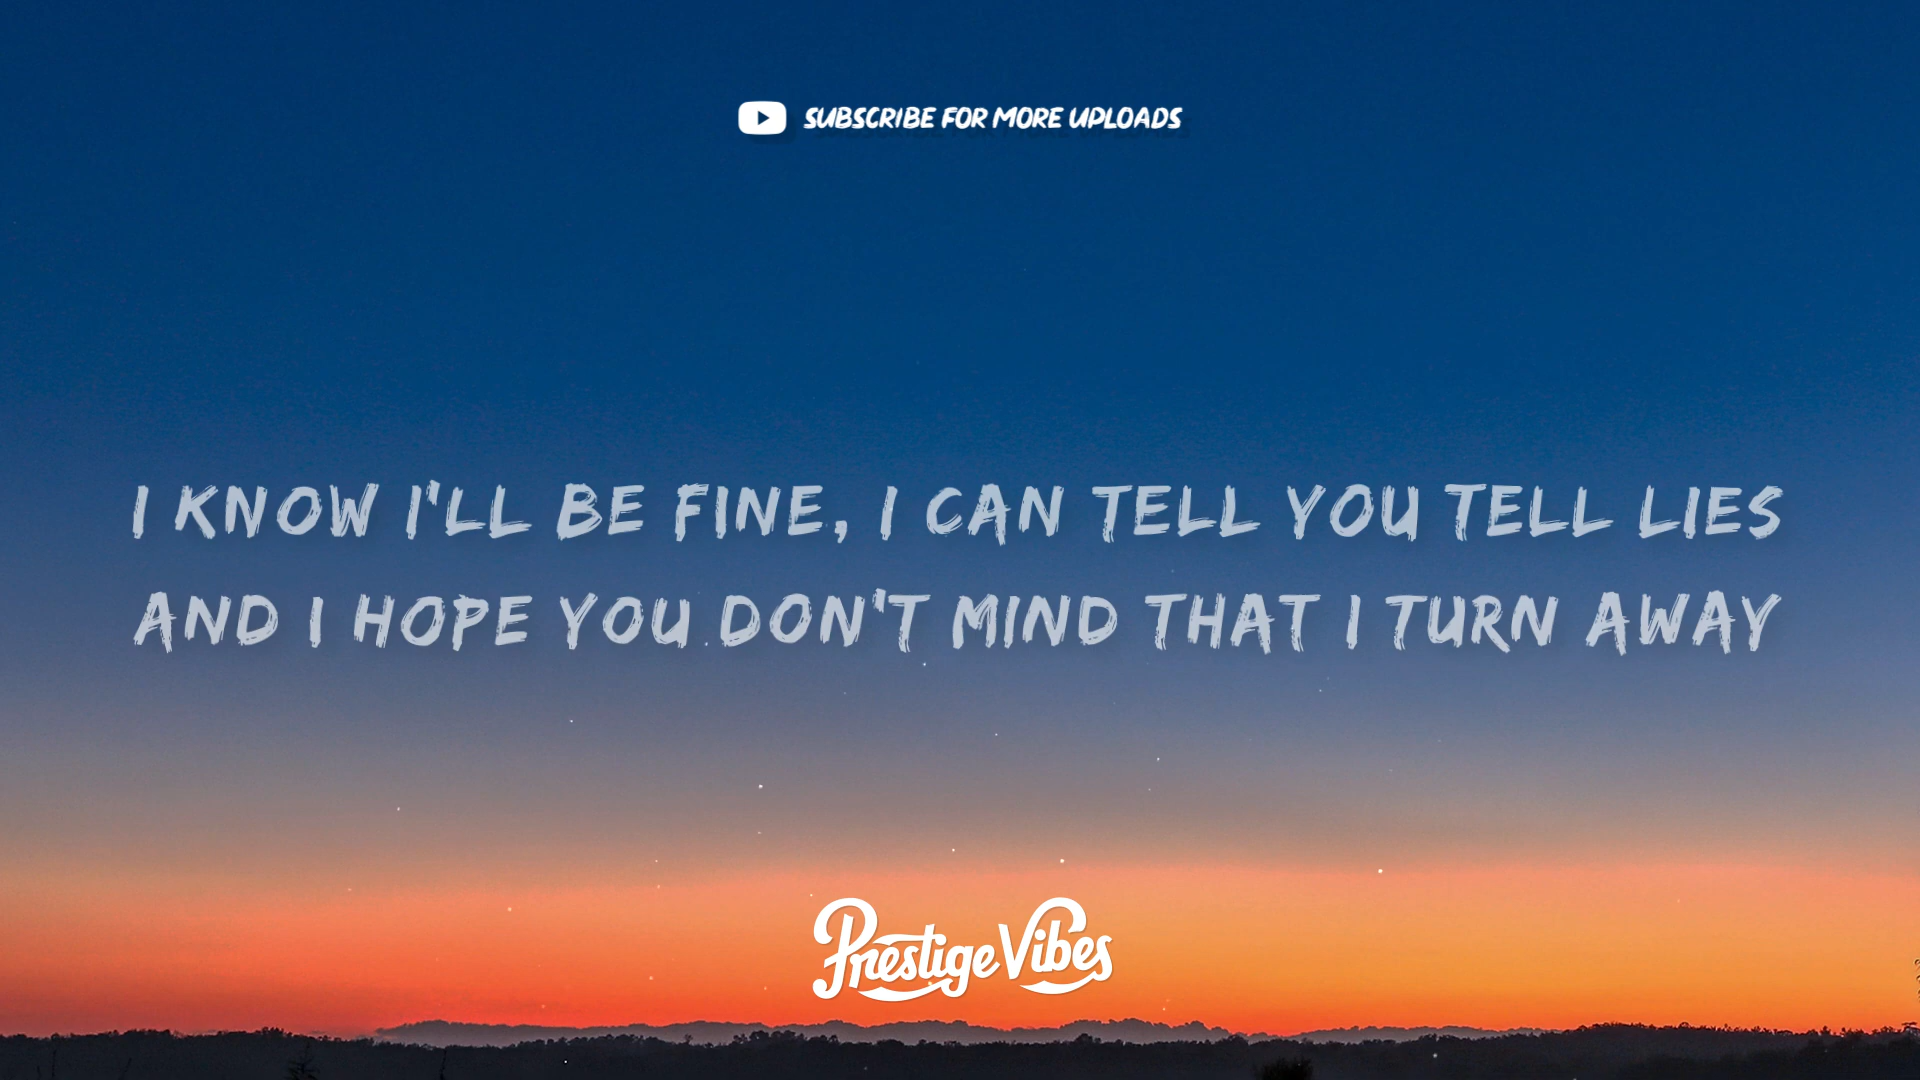 SUBSCRIBE FOR MORE UPLOADS
I KNOW I'LL BE FINE, I CAN TELL YOU TELL LIES
AND I HOPE YOU DON'T MIND THAT I TURN AWAY
Prestige Vibes